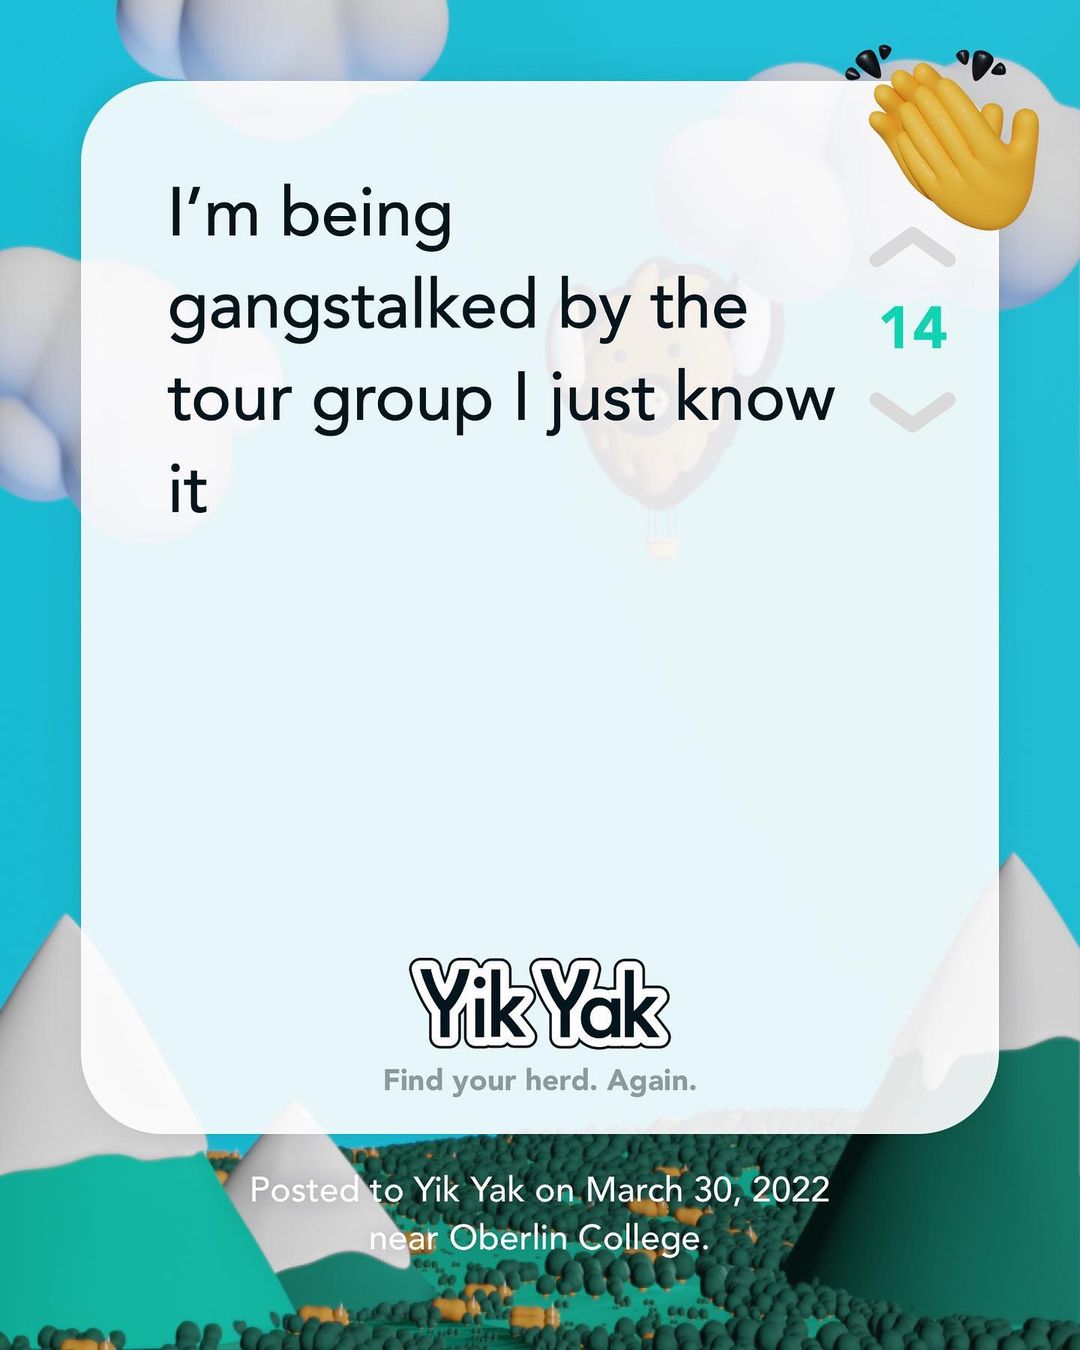 I’m being
gangstalked by the
tour group I just know
it
14
Yik Yak
Find your herd. Again.
Posted to Yik Yak on March 30, 2022
near Oberlin College.